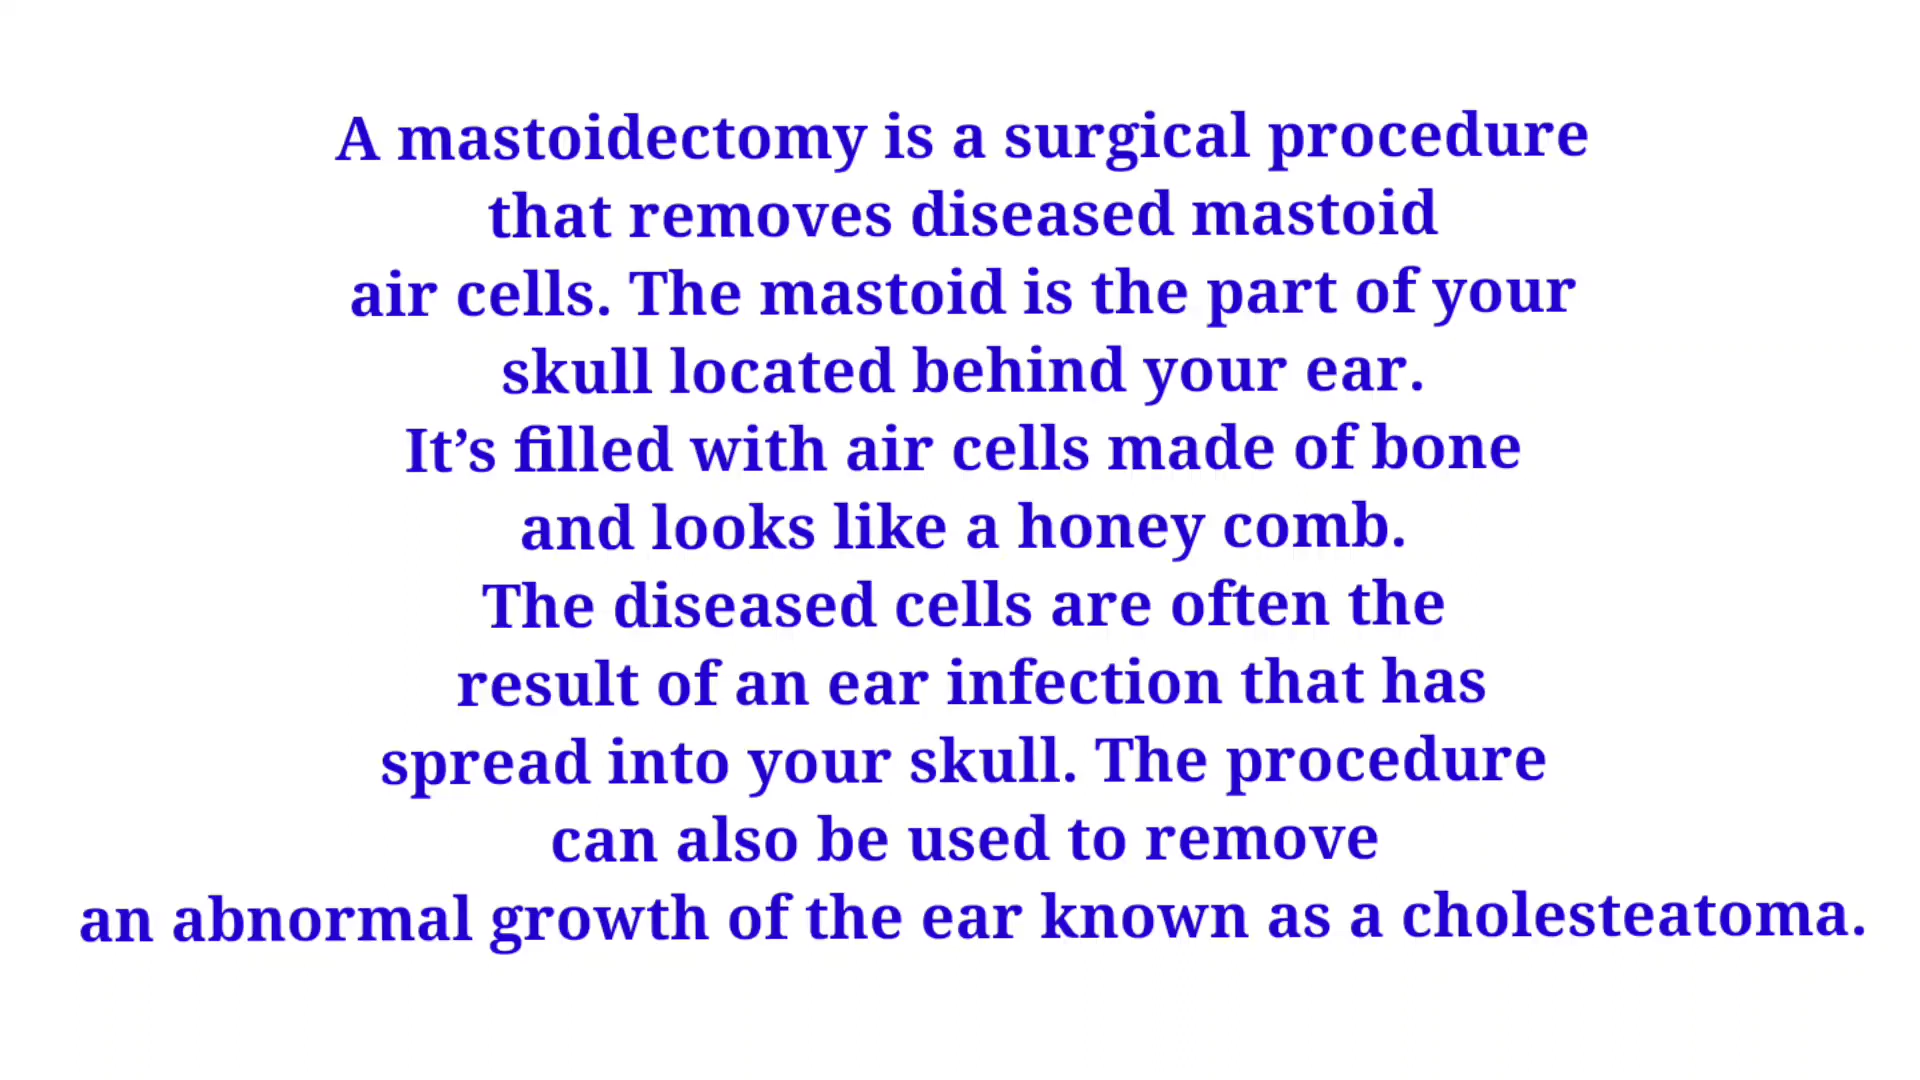 A mastoidectomy is a surgical procedure
that removes diseased mastoid
air cells. The mastoid is the part of your
skull located behind your ear.
It’s filled with air cells made of bone
and looks like a honey comb.
The diseased cells are often the
result of an ear infection that has
spread into your skull. The procedure
can also be used to remove
an abnormal growth of the ear known as a cholesteatoma.